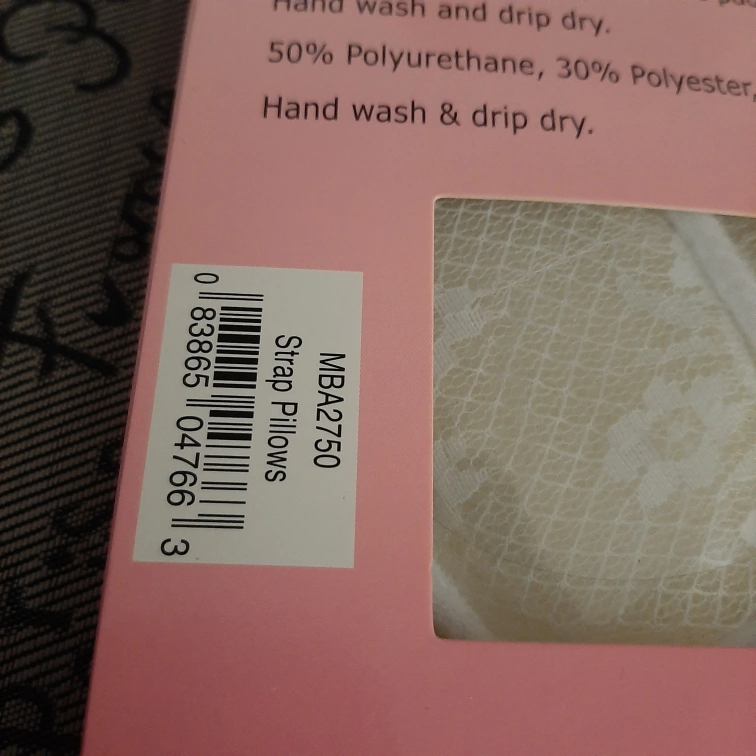 Hand wash and drip dry.
50% Polyurethane, 30% Polyester,
Hand wash & drip dry.
MBA2750
Strap Pillows
0 83865 04766 3